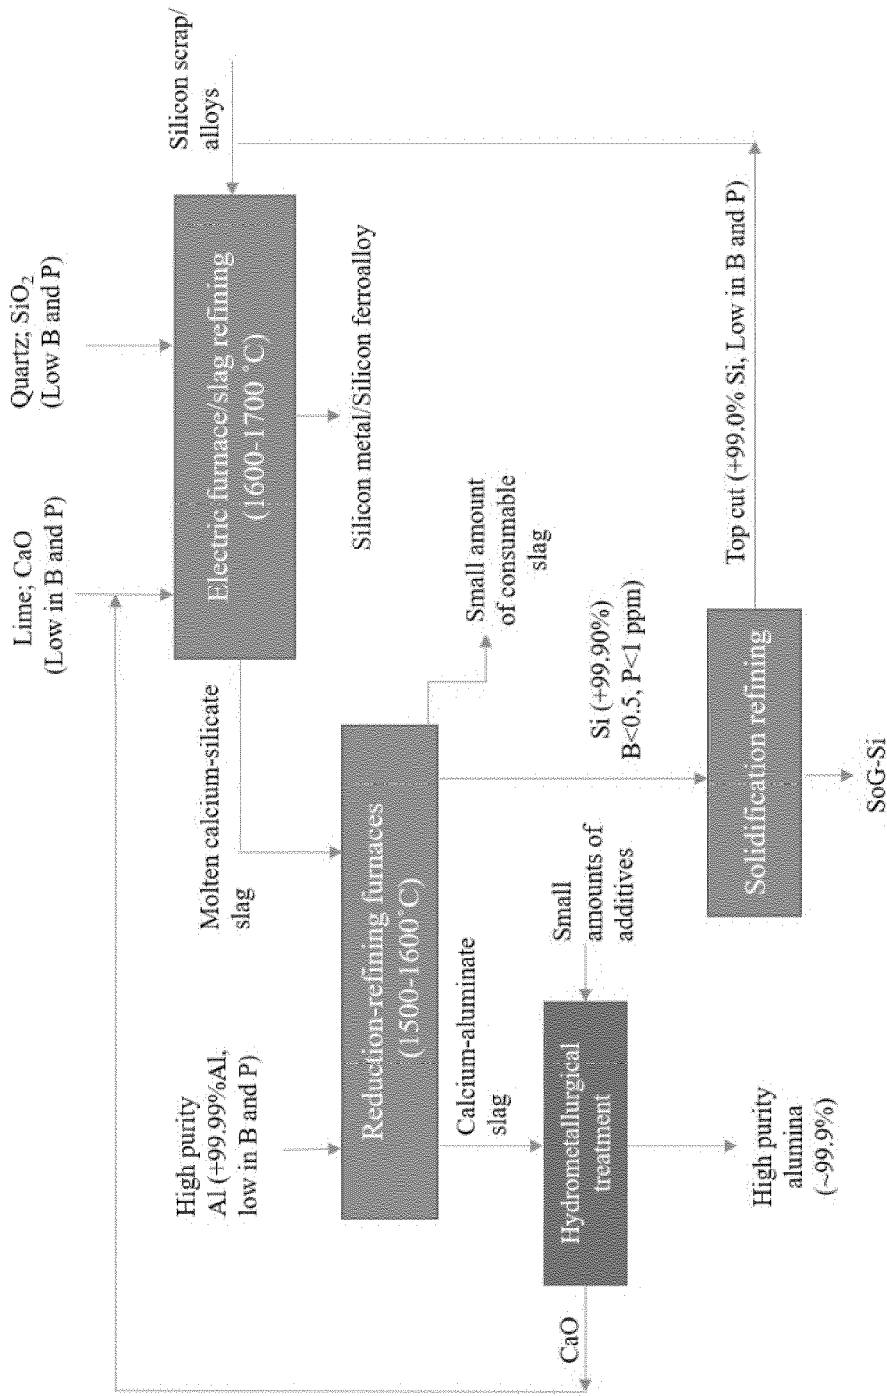 Lime; CaO
(Low in B and P)
Quartz; SiO₂
(Low B and P)
Silicon scrap/
alloys
Electric furnace/slag refining
(1600-1700 °C)
Silicon metal/Silicon ferroalloy
Molten calcium-silicate
slag
High purity
Al (+99.99%Al,
low in B and P)
Reduction-refining furnaces
(1500-1600°C)
Small amount
of consumable
slag
Calcium-aluminate
slag
Si (+99.90%)
B<0.5, P<1 ppm)
CaO
Hydrometallurgical
treatment
Small
amounts of
additives
Top cut (+99.0% Si, Low in B and P)
Solidification refining
High purity
alumina
(~99.9%)
SoG-Si